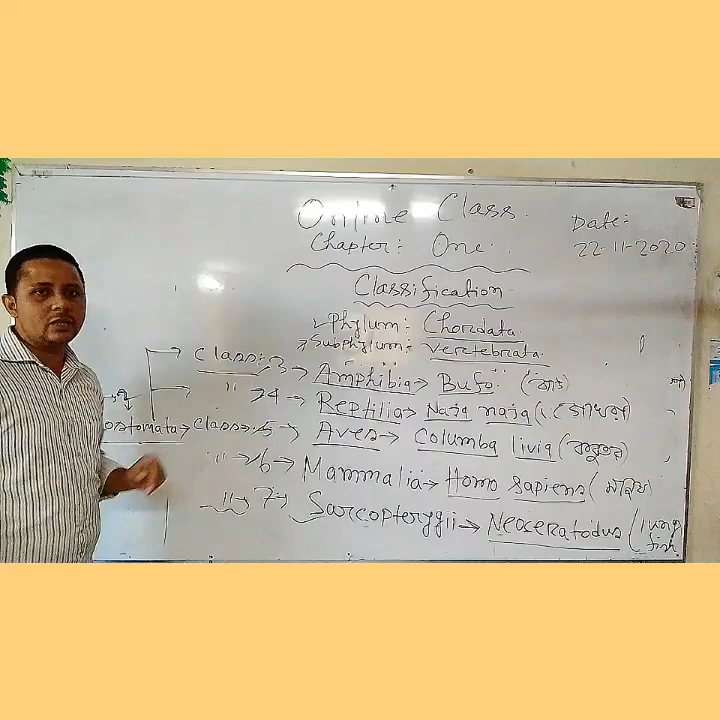 Online Class.
Date:
Chapter: One.
22-11-2020
Classification
Phylum: Chordata
Subphylum: Vertebrata
Class: 3 → Amphibia → Bufo. (ব্যাঙ)
" → 4 → Reptilia → Naja naja (গোখরা)
ostomata → Class: 5 → Aves → Columba livia (কবুতর)
" → 6 → Mammalia → Homo sapiens (মানুষ)
" → 7 → Sarcopterygii → Neoceratodus (lung
fish